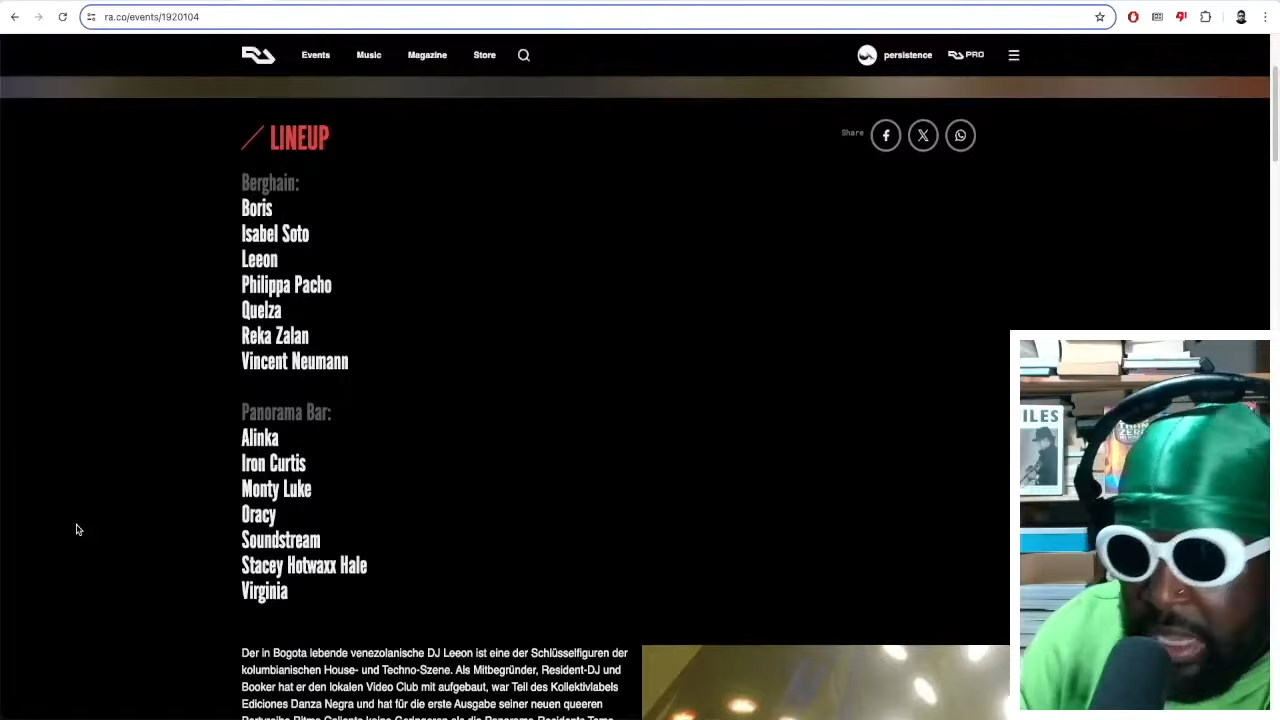 ra.co/events/1920104
RA
Events Music Magazine Store
persistence
RA PRO
LINEUP
Share
Berghain:
Boris
Isabel Soto
Leeon
Philippa Pacho
Quelza
Reka Zalan
Vincent Neumann
Panorama Bar:
Alinka
Iron Curtis
Monty Luke
Oracy
Soundstream
Stacey Hotwaxx Hale
Virginia
Der in Bogota lebende venezolanische DJ Leeon ist eine der Schlüsselfiguren der
kolumbianischen House- und Techno-Szene. Als Mitbegründer, Resident-DJ und
Booker hat er den lokalen Video Club mit aufgebaut, war Teil des Kollektivlabels
Ediciones Danza Negra und hat für die erste Ausgabe seiner neuen queeren
ILES